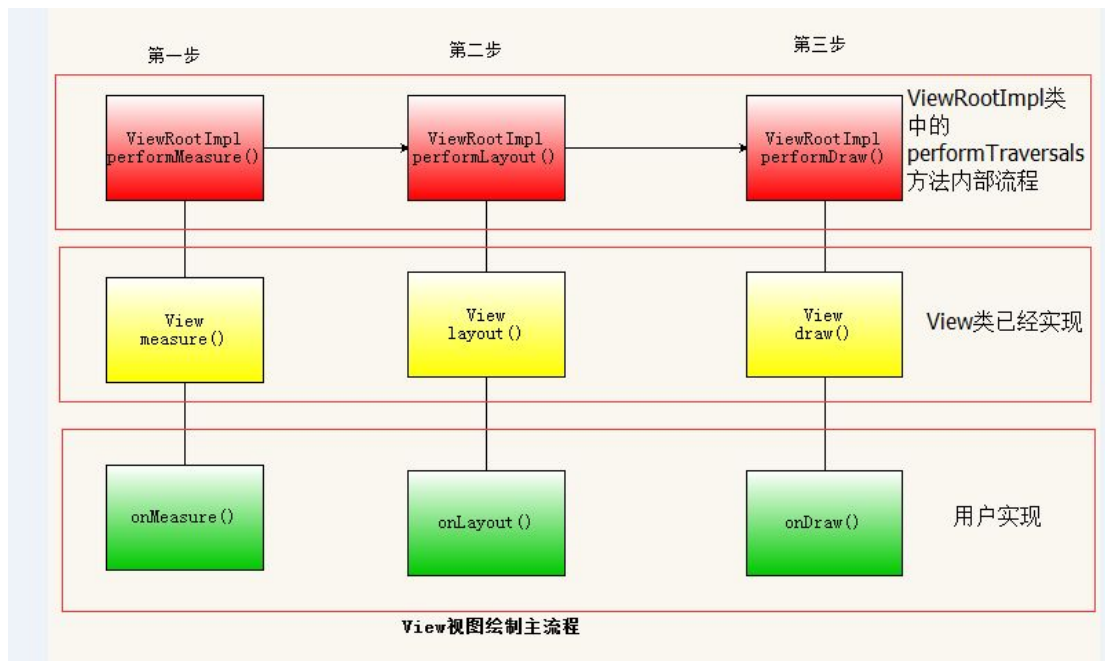 第一步
第二步
第三步
ViewRootImpl
performMeasure()
ViewRootImpl
performLayout()
ViewRootImpl
performDraw()
ViewRootImpl类
中的
performTraversals
方法内部流程
View
measure()
View
layout()
View
draw()
View类已经实现
onMeasure()
onLayout()
onDraw()
用户实现
View视图绘制主流程